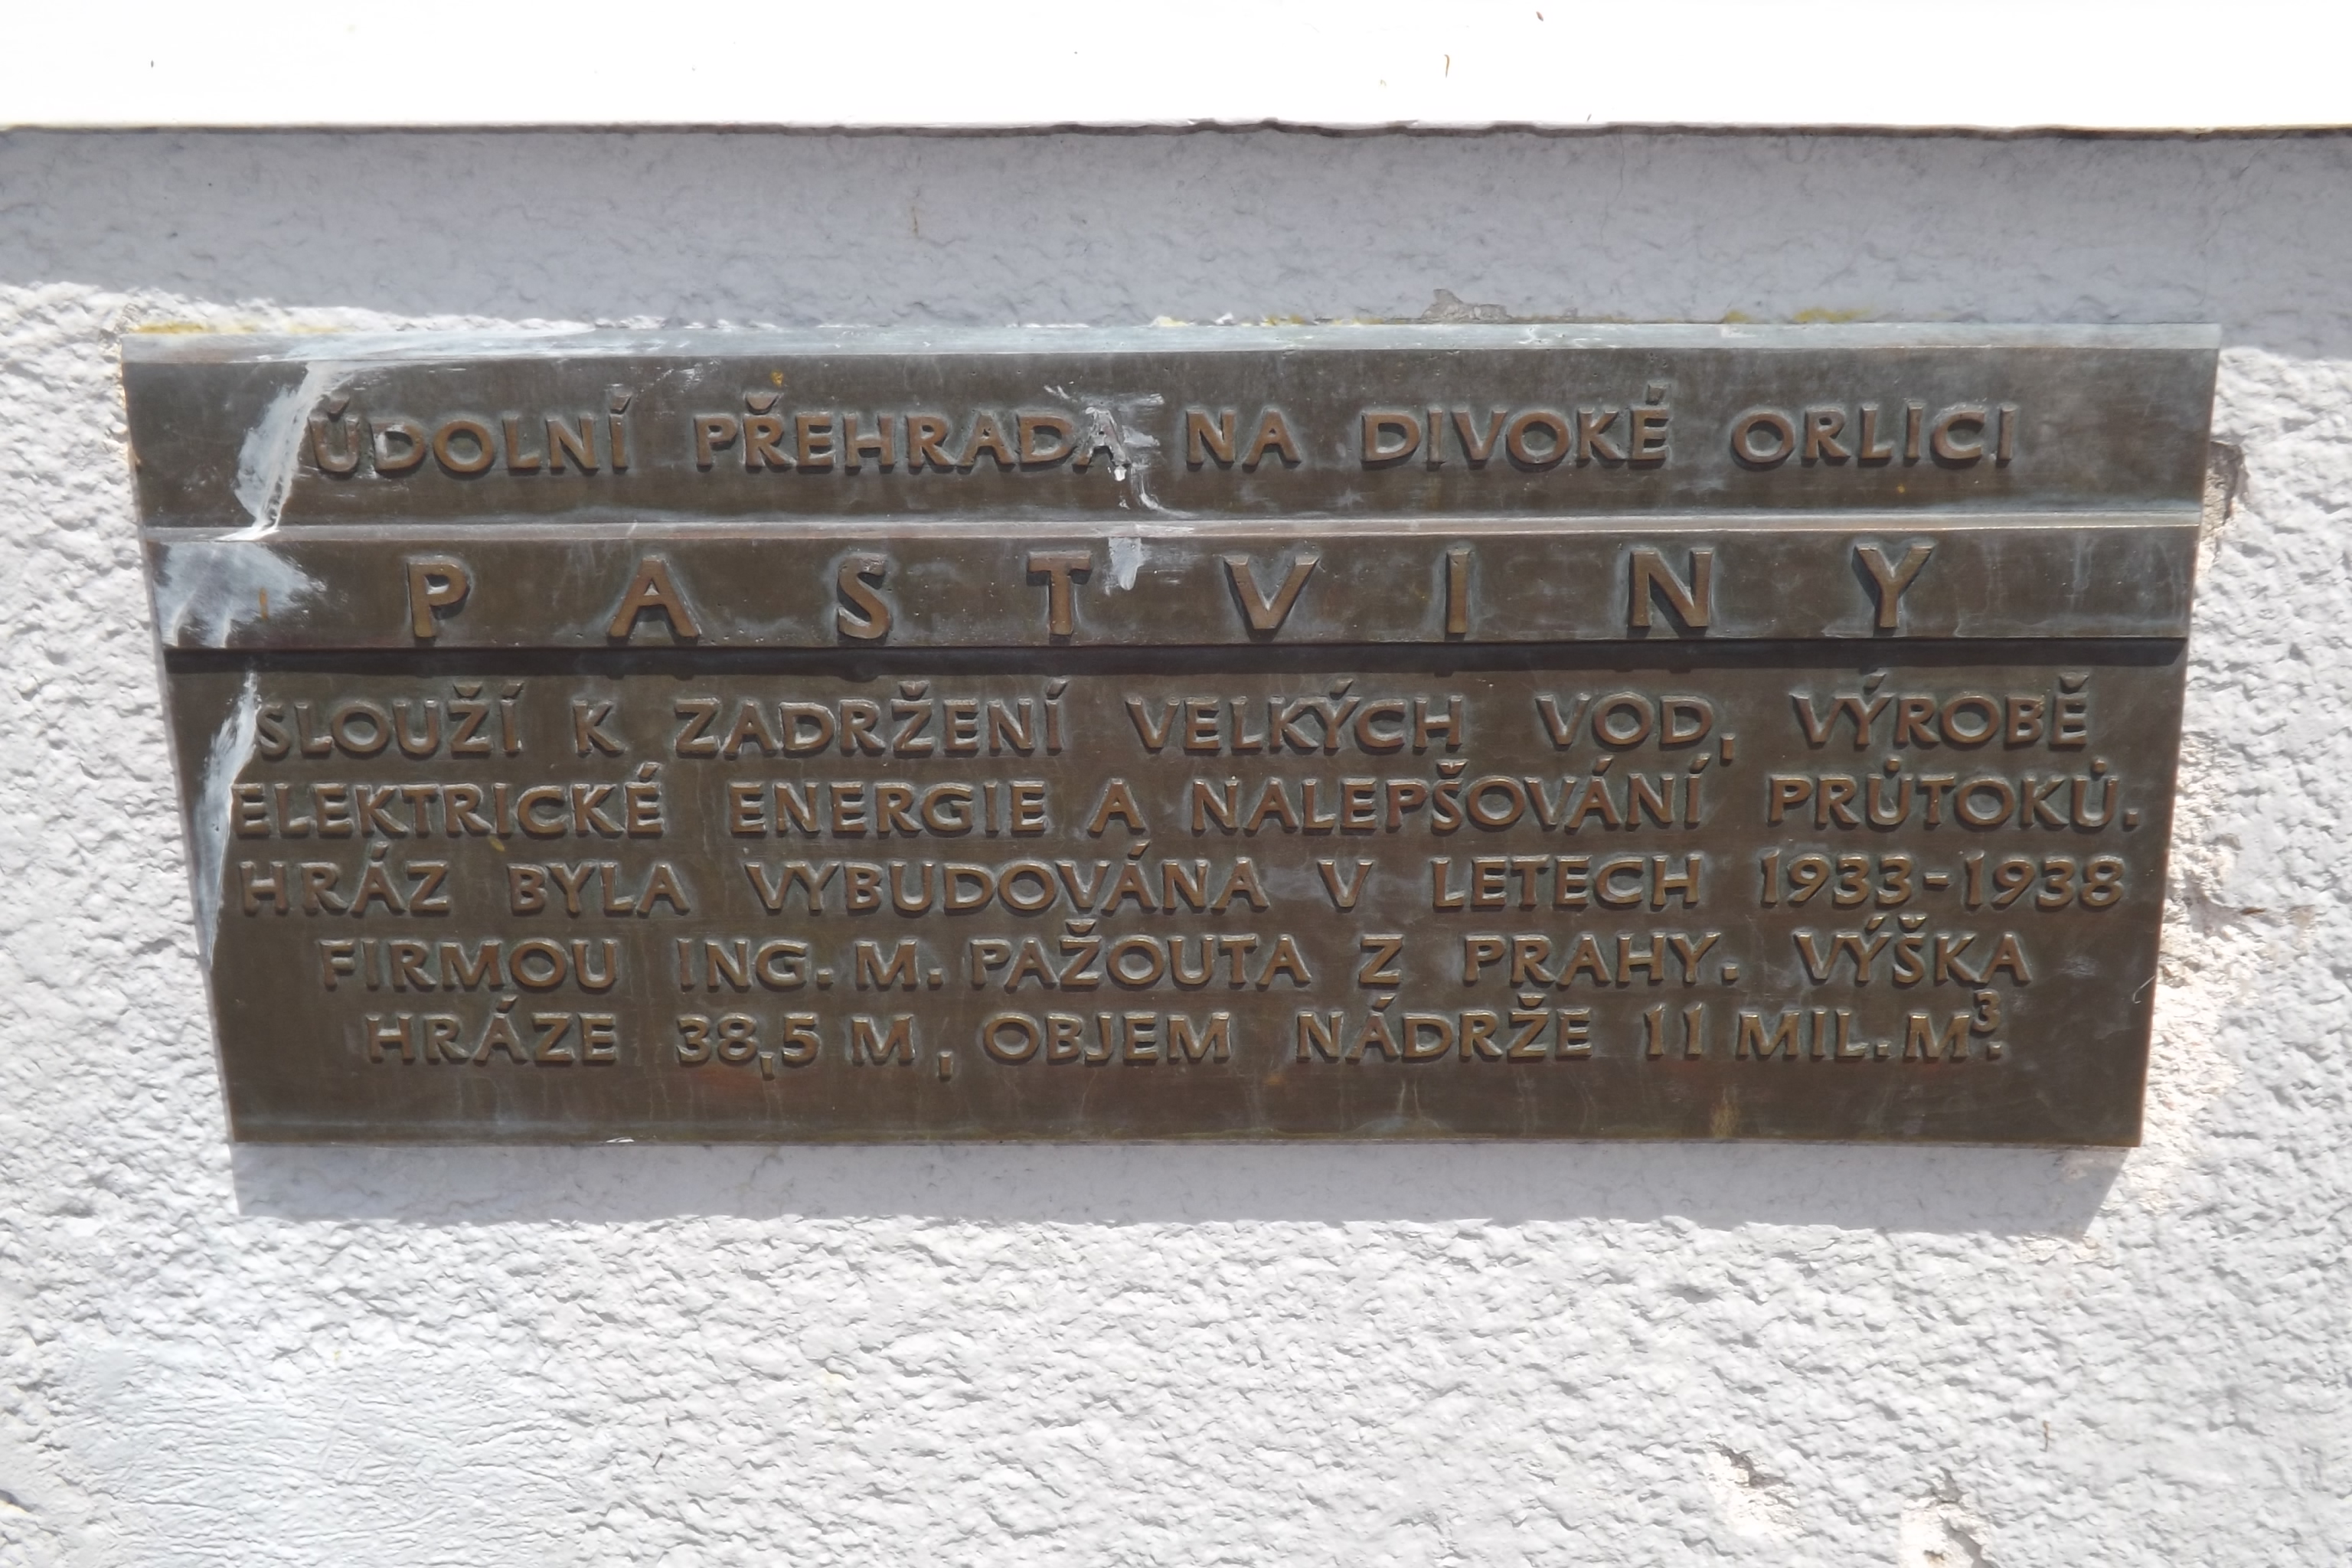 ÚDOLNÍ PŘEHRADA NA DIVOKÉ ORLICI
PASTVINY
SLOUŽÍ K ZADRŽENÍ VELKÝCH VOD, VÝROBĚ
ELEKTRICKÉ ENERGIE A NALEPŠOVÁNÍ PRŮTOKŮ.
HRÁZ BYLA VYBUDOVÁNA V LETECH 1933-1938
FIRMOU ING. M. PAŽOUTA Z PRAHY. VÝŠKA
HRÁZE 38,5 M, OBJEM NÁDRŽE 11 MIL. M³.